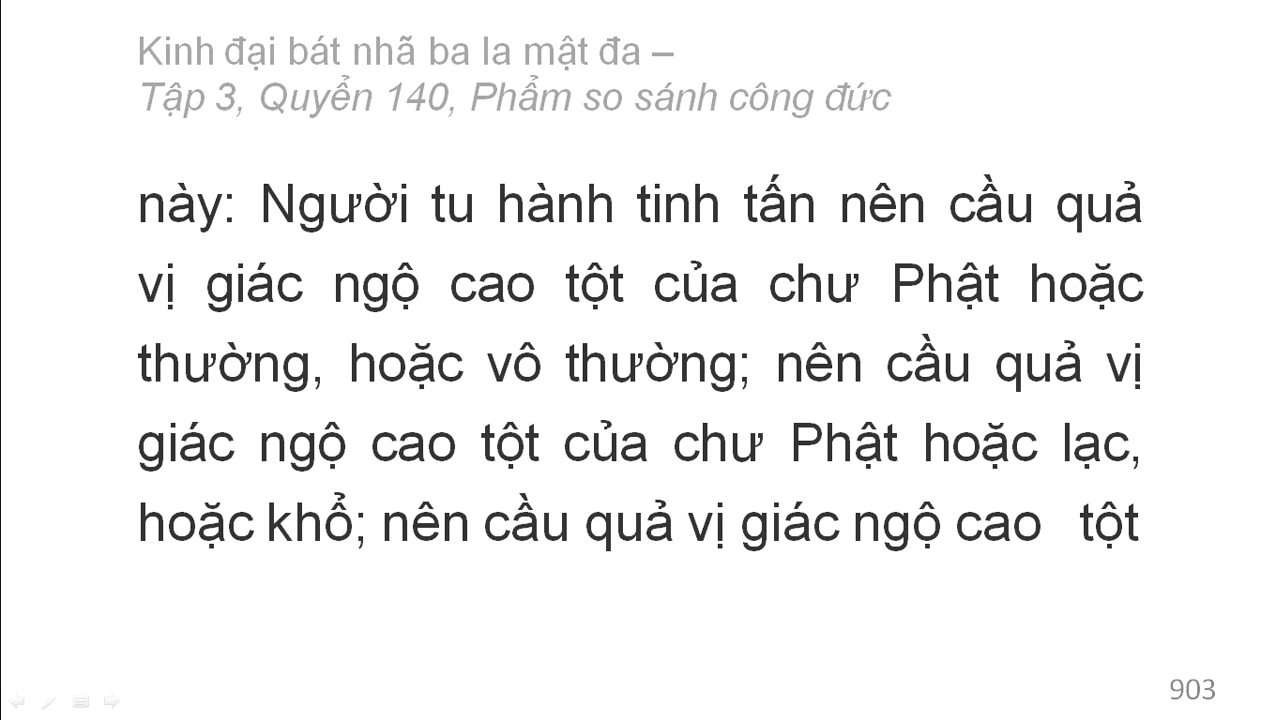 Kinh đại bát nhã ba la mật đa –
Tập 3, Quyển 140, Phẩm so sánh công đức
này: Người tu hành tinh tấn nên cầu quả
vị giác ngộ cao tột của chư Phật hoặc
thường, hoặc vô thường; nên cầu quả vị
giác ngộ cao tột của chư Phật hoặc lạc,
hoặc khổ; nên cầu quả vị giác ngộ cao tột
903